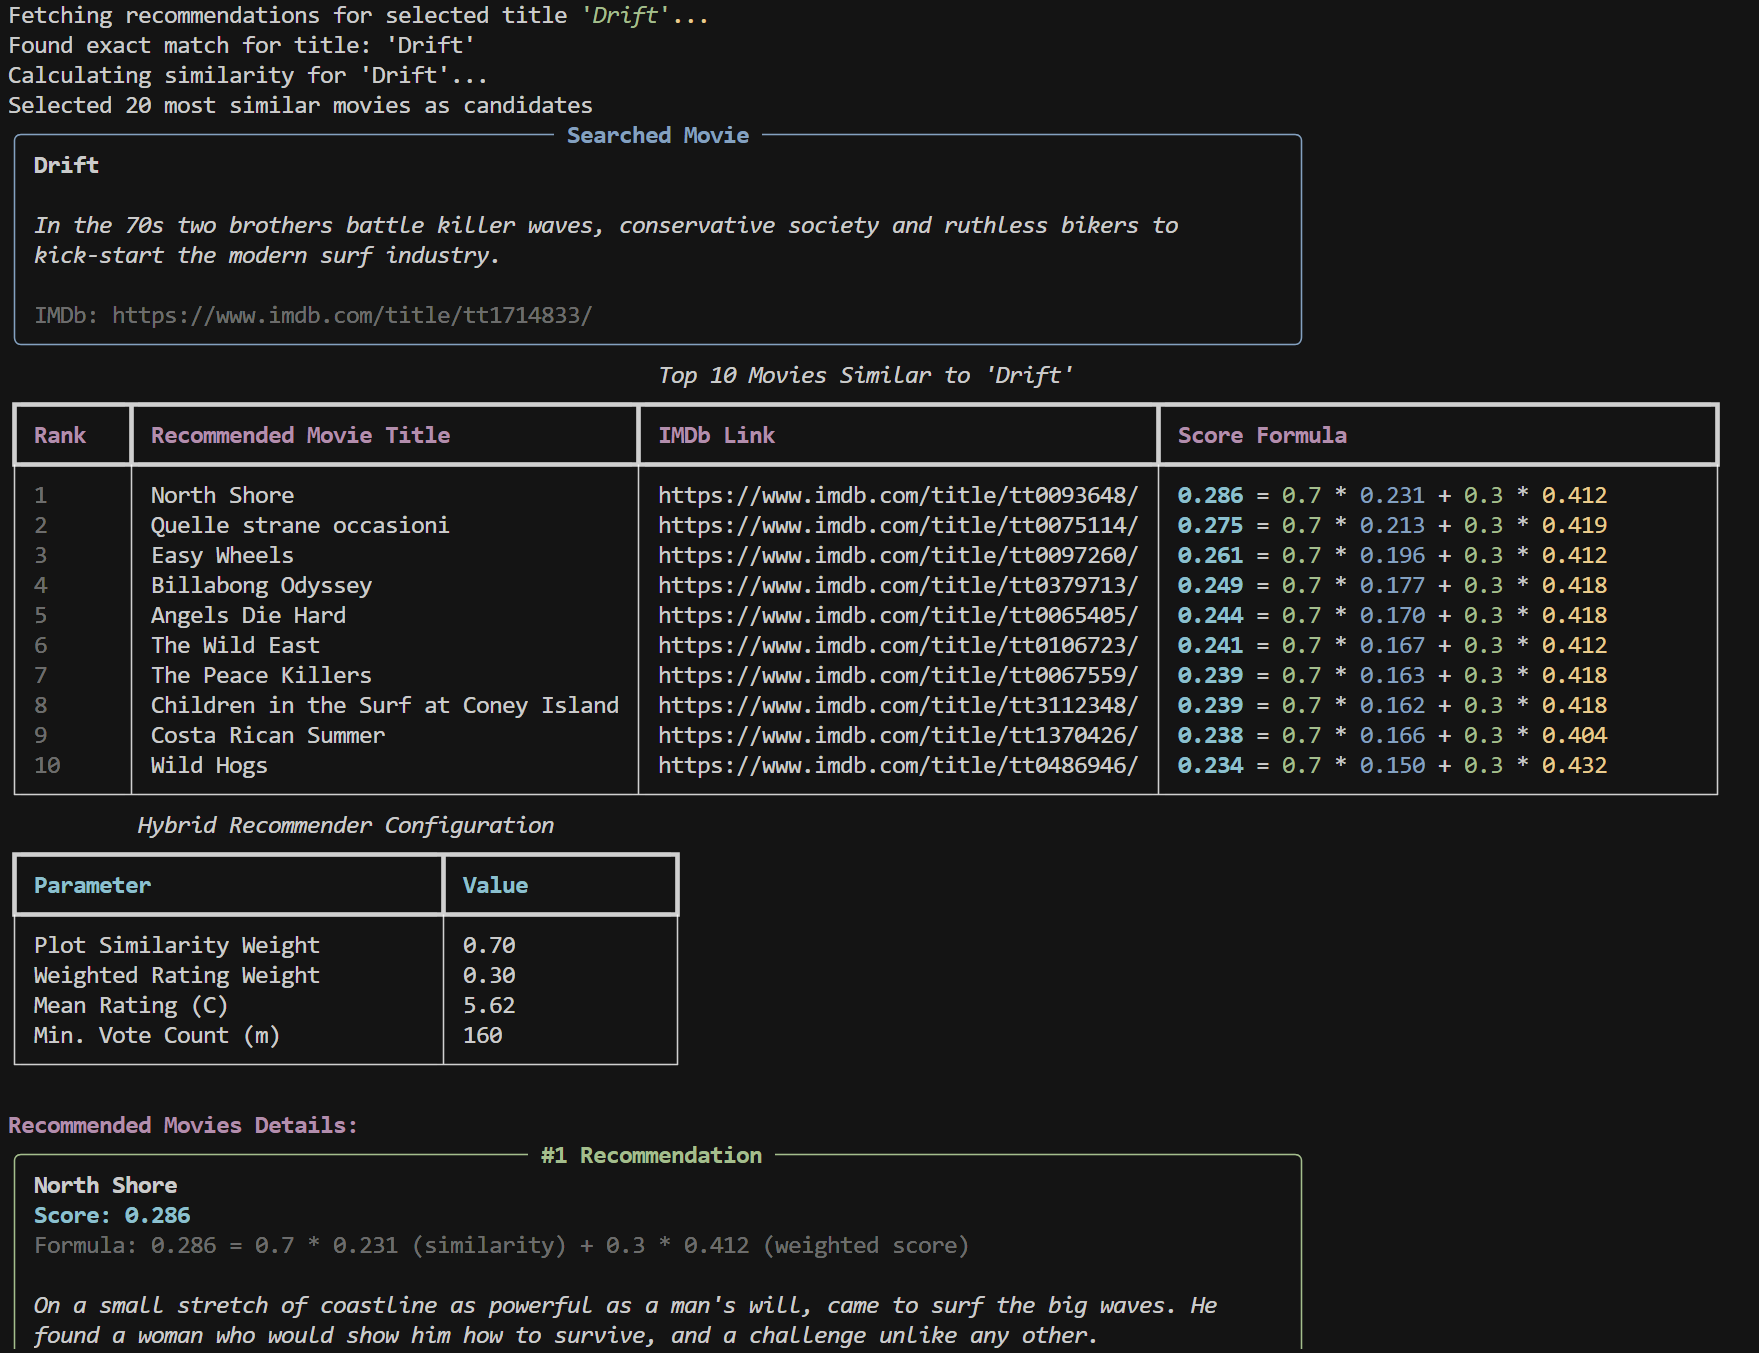 Fetching recommendations for selected title 'Drift'...
Found exact match for title: 'Drift'
Calculating similarity for 'Drift'...
Selected 20 most similar movies as candidates
Searched Movie
Drift
In the 70s two brothers battle killer waves, conservative society and ruthless bikers to
kick-start the modern surf industry.
IMDb: https://www.imdb.com/title/tt1714833/
Top 10 Movies Similar to 'Drift'
Rank Recommended Movie Title IMDb Link Score Formula
1 North Shore https://www.imdb.com/title/tt0093648/ 0.286 = 0.7 * 0.231 + 0.3 * 0.412
2 Quelle strane occasioni https://www.imdb.com/title/tt0075114/ 0.275 = 0.7 * 0.213 + 0.3 * 0.419
3 Easy Wheels https://www.imdb.com/title/tt0097260/ 0.261 = 0.7 * 0.196 + 0.3 * 0.412
4 Billabong Odyssey https://www.imdb.com/title/tt0379713/ 0.249 = 0.7 * 0.177 + 0.3 * 0.418
5 Angels Die Hard https://www.imdb.com/title/tt0065405/ 0.244 = 0.7 * 0.170 + 0.3 * 0.418
6 The Wild East https://www.imdb.com/title/tt0106723/ 0.241 = 0.7 * 0.167 + 0.3 * 0.412
7 The Peace Killers https://www.imdb.com/title/tt0067559/ 0.239 = 0.7 * 0.163 + 0.3 * 0.418
8 Children in the Surf at Coney Island https://www.imdb.com/title/tt3112348/ 0.239 = 0.7 * 0.162 + 0.3 * 0.418
9 Costa Rican Summer https://www.imdb.com/title/tt1370426/ 0.238 = 0.7 * 0.166 + 0.3 * 0.404
10 Wild Hogs https://www.imdb.com/title/tt0486946/ 0.234 = 0.7 * 0.150 + 0.3 * 0.432
Hybrid Recommender Configuration
Parameter Value
Plot Similarity Weight 0.70
Weighted Rating Weight 0.30
Mean Rating (C) 5.62
Min. Vote Count (m) 160
Recommended Movies Details:
#1 Recommendation
North Shore
Score: 0.286
Formula: 0.286 = 0.7 * 0.231 (similarity) + 0.3 * 0.412 (weighted score)
On a small stretch of coastline as powerful as a man's will, came to surf the big waves. He
found a woman who would show him how to survive, and a challenge unlike any other.